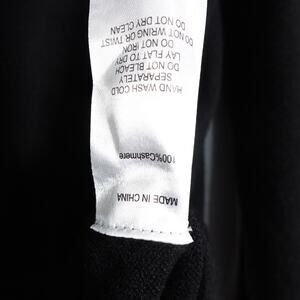 MADE IN CHINA
100%Cashmere
HAND WASH COLD
SEPARATELY
DO NOT BLEACH
LAY FLAT TO DRY
DO NOT IRON
DO NOT WRING OR TWIST
DO NOT DRY CLEAN